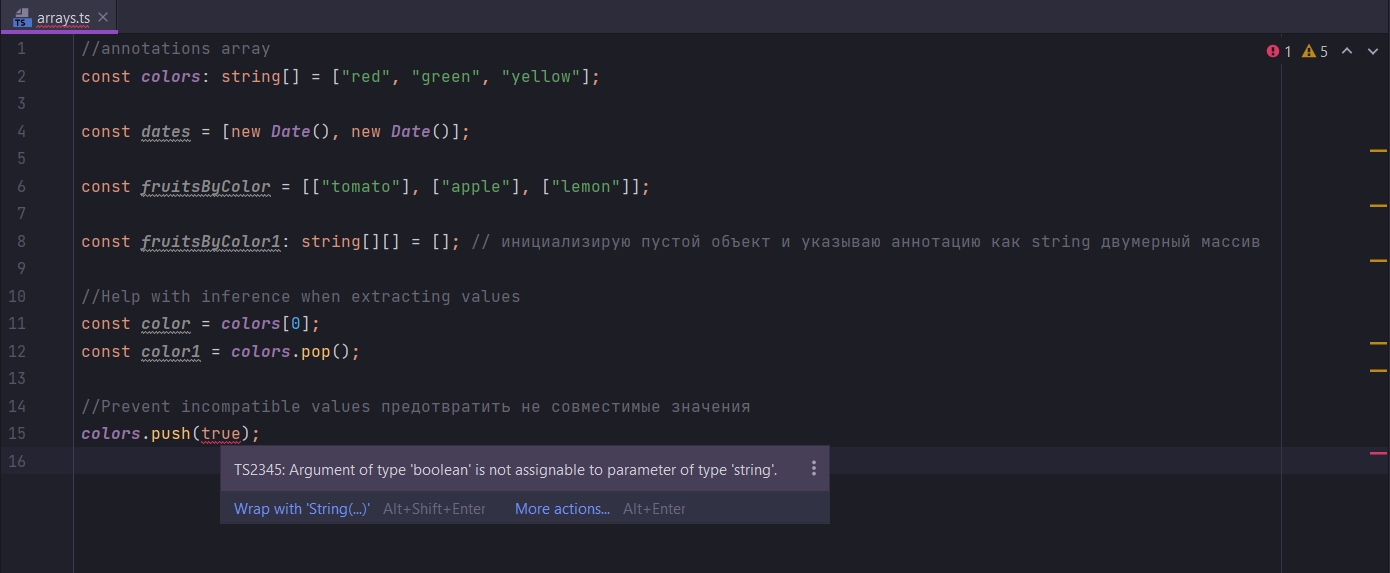 TS arrays.ts
1 //annotations array
1 5
2 const colors: string[] = ["red", "green", "yellow"];
3
4 const dates = [new Date(), new Date()];
5
6 const fruitsByColor = [["tomato"], ["apple"], ["lemon"]];
7
8 const fruitsByColor1: string[][] = []; // инициализирую пустой объект и указываю аннотацию как string двумерный массив
9
10 //Help with inference when extracting values
11 const color = colors[0];
12 const color1 = colors.pop();
13
14 //Prevent incompatible values предотвратить не совместимые значения
15 colors.push(true);
16
TS2345: Argument of type 'boolean' is not assignable to parameter of type 'string'.
Wrap with 'String(...)' Alt+Shift+Enter More actions... Alt+Enter